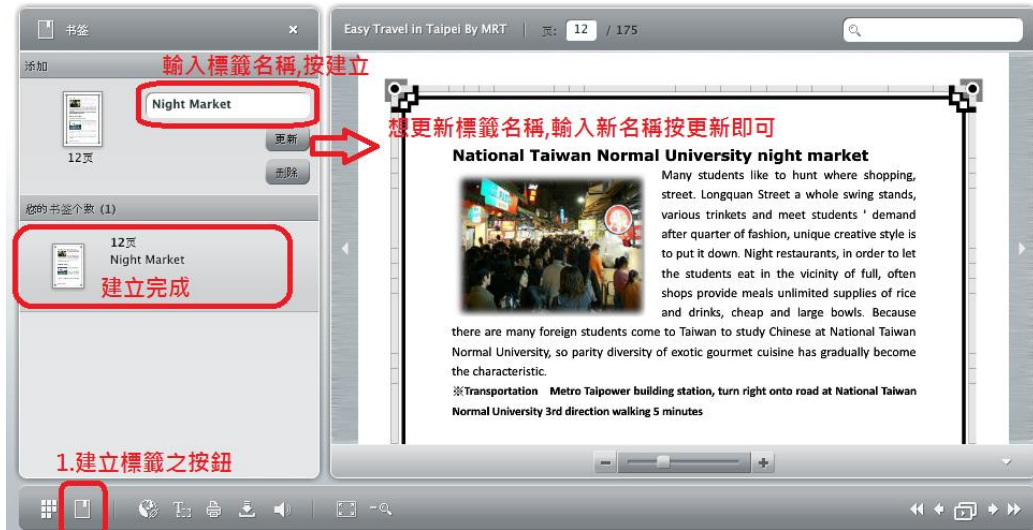 书签
×
添加
輸入標籤名稱,按建立
Night Market
12页
更新
删除
您的书签个数 (1)
12页
Night Market
建立完成
1.建立標籤之按鈕
Easy Travel in Taipei By MRT
页: 12 / 175
想更新標籤名稱,輸入新名稱按更新即可
National Taiwan Normal University night market
Many students like to hunt where shopping,
street. Longquan Street a whole swing stands,
various trinkets and meet students ' demand
after quarter of fashion, unique creative style is
to put it down. Night restaurants, in order to let
the students eat in the vicinity of full, often
shops provide meals unlimited supplies of rice
and drinks, cheap and large bowls. Because
there are many foreign students come to Taiwan to study Chinese at National Taiwan
Normal University, so parity diversity of exotic gourmet cuisine has gradually become
the characteristic.
※Transportation Metro Taipower building station, turn right onto road at National Taiwan
Normal University 3rd direction walking 5 minutes